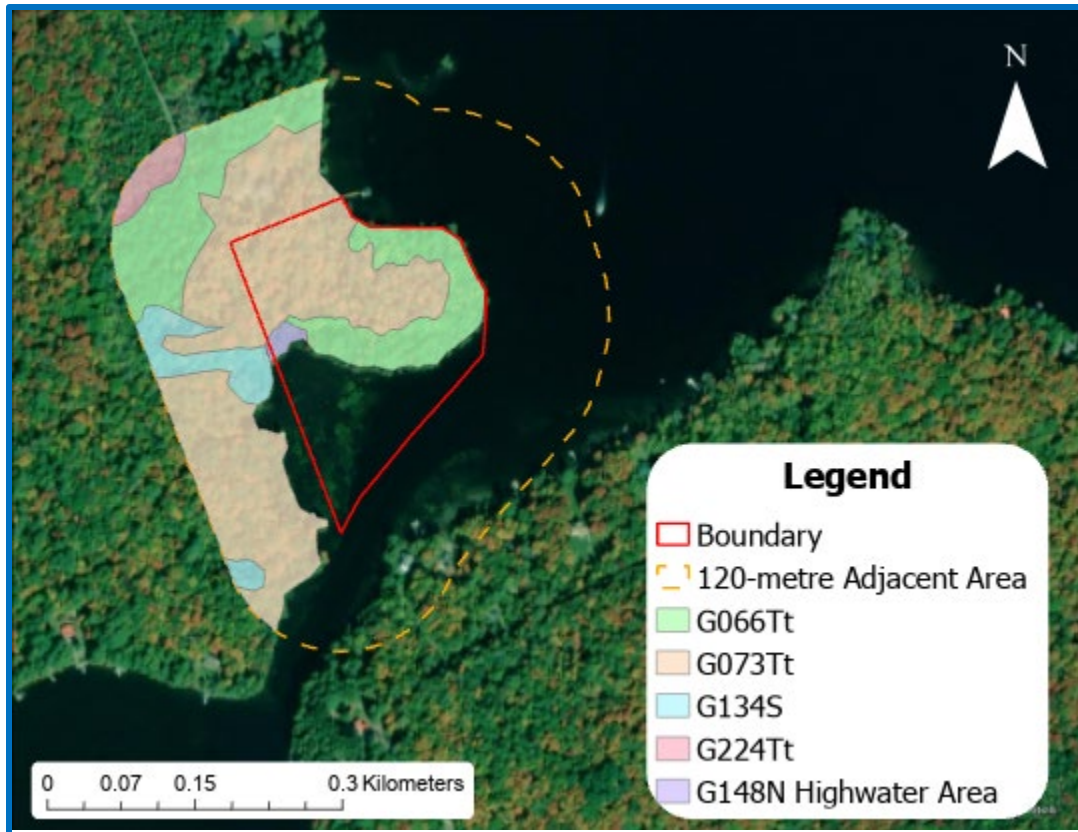 N
Legend
Boundary
120-metre Adjacent Area
G066Tt
G073Tt
G134S
G224Tt
G148N Highwater Area
0 0.07 0.15 0.3 Kilometers